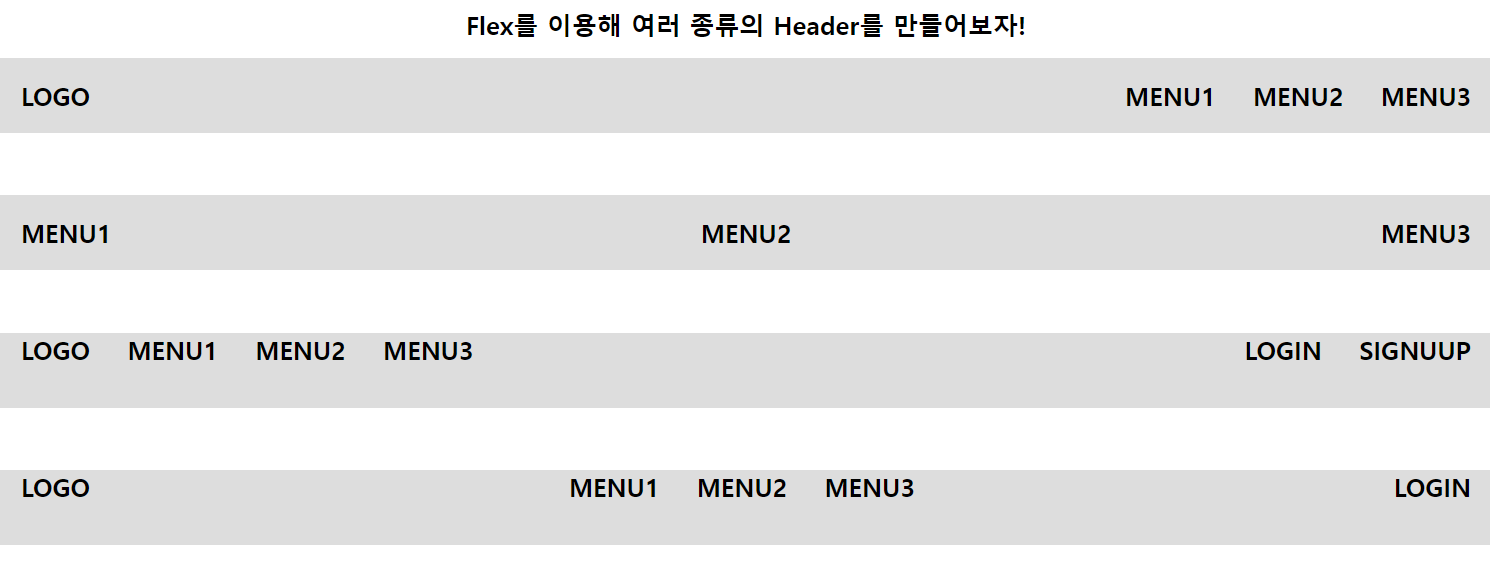 Flex를 이용해 여러 종류의 Header를 만들어보자!
LOGO MENU1 MENU2 MENU3
MENU1 MENU2 MENU3
LOGO MENU1 MENU2 MENU3 LOGIN SIGNUUP
LOGO MENU1 MENU2 MENU3 LOGIN